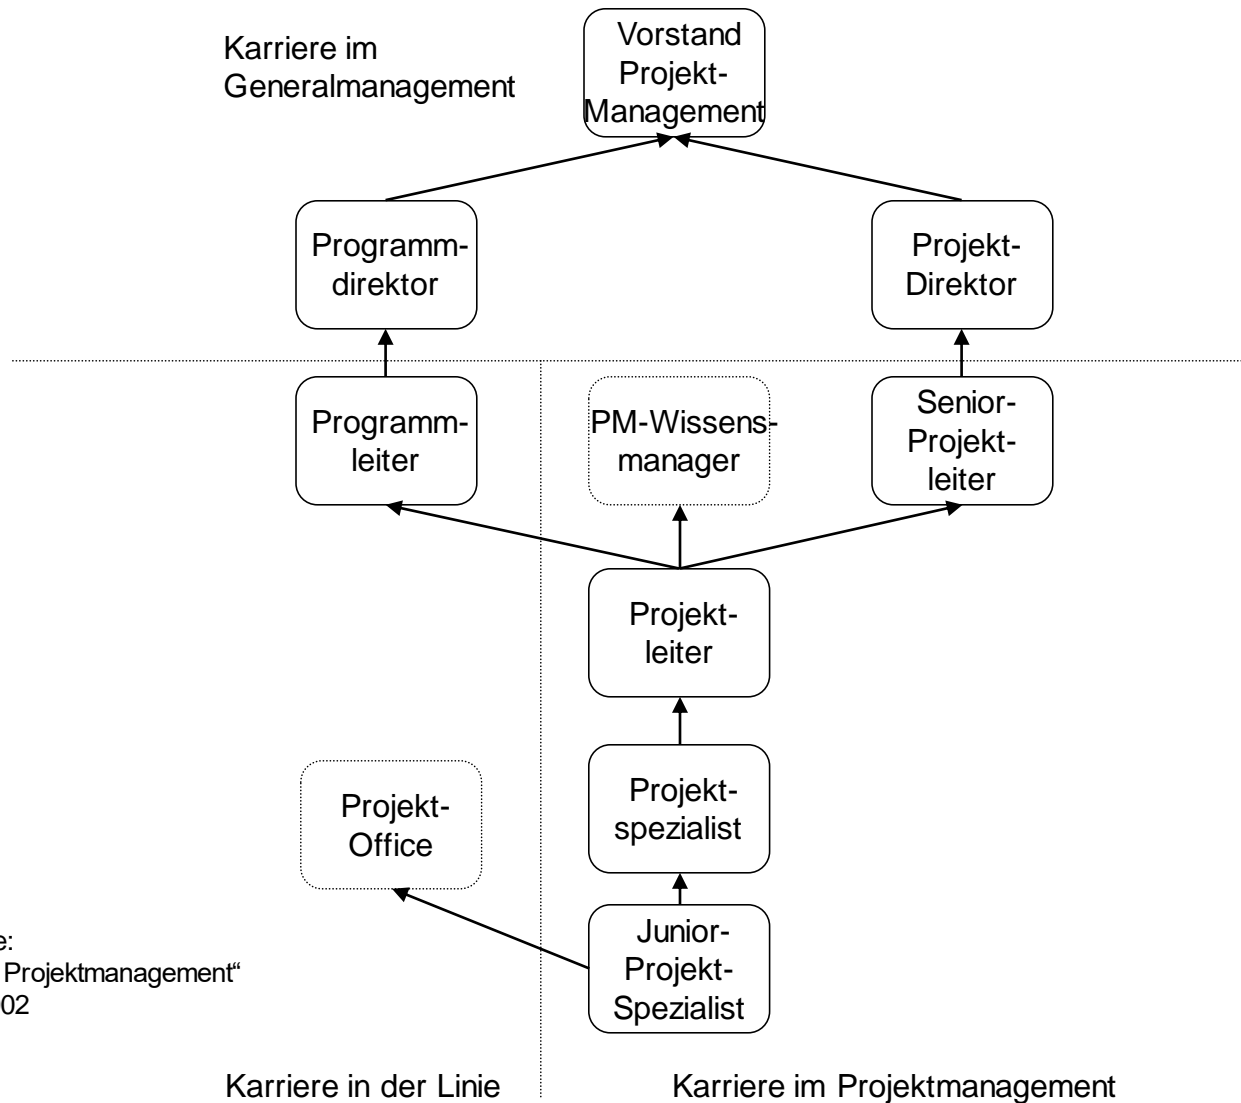 Karriere im
Generalmanagement
Vorstand
Projekt-
Management
Programm-
direktor
Projekt-
Direktor
Programm-
leiter
PM-Wissens-
manager
Senior-
Projekt-
leiter
Projekt-
leiter
Projekt-
Office
Projekt-
spezialist
Junior-
Projekt-
Spezialist
e:
Projektmanagement“
02
Karriere in der Linie
Karriere im Projektmanagement